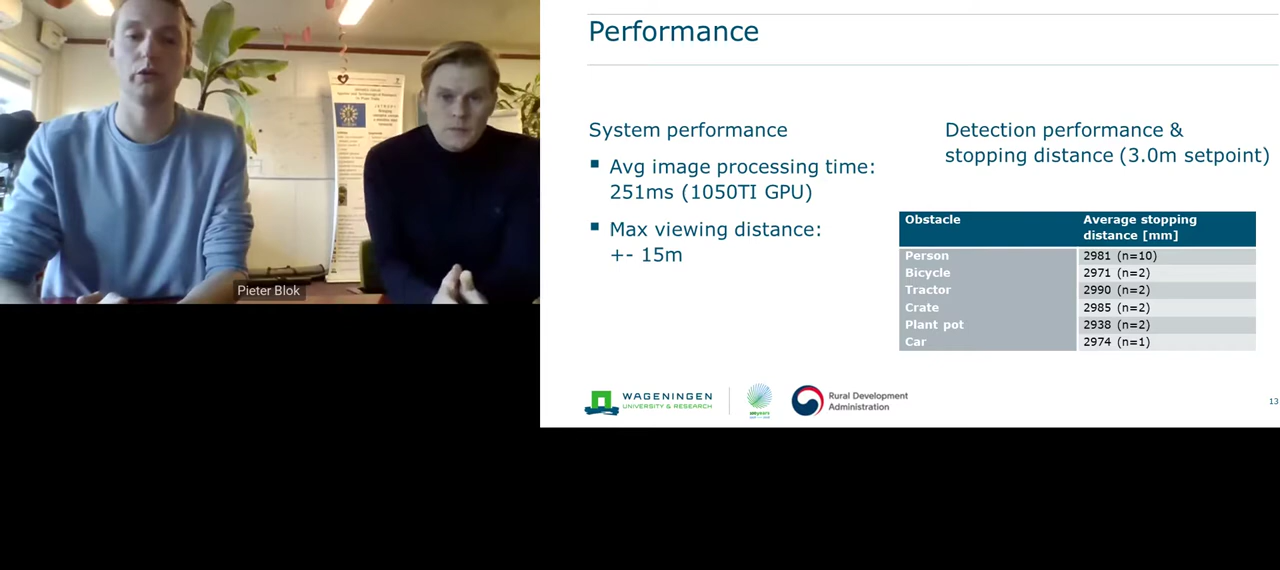 Pieter Blok
Performance
System performance
Avg image processing time:
251ms (1050TI GPU)
Max viewing distance:
+- 15m
Detection performance &
stopping distance (3.0m setpoint)
Obstacle Average stopping
distance [mm]
Person 2981 (n=10)
Bicycle 2971 (n=2)
Tractor 2990 (n=2)
Crate 2985 (n=2)
Plant pot 2938 (n=2)
Car 2974 (n=1)
WAGENINGEN
UNIVERSITY & RESEARCH
Rural Development
Administration
13